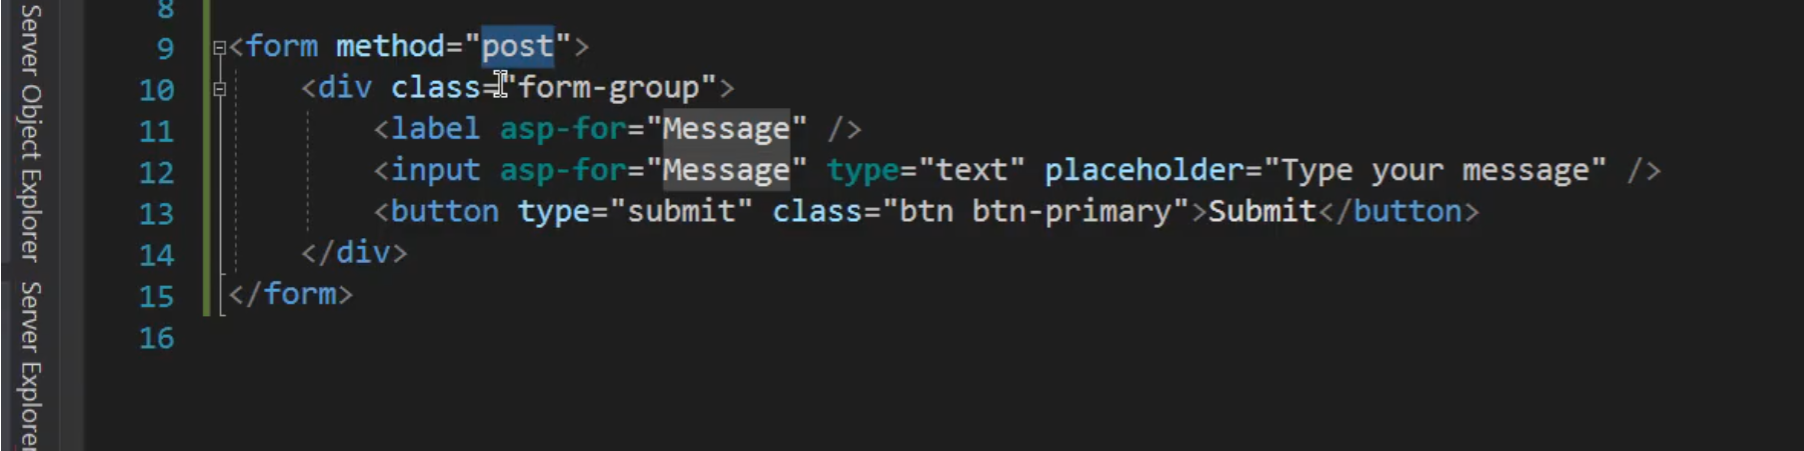 Server Object Explorer
Server Explorer
8
9 <form method="post">
10 <div class="form-group">
11 <label asp-for="Message" />
12 <input asp-for="Message" type="text" placeholder="Type your message" />
13 <button type="submit" class="btn btn-primary">Submit</button>
14 </div>
15 </form>
16